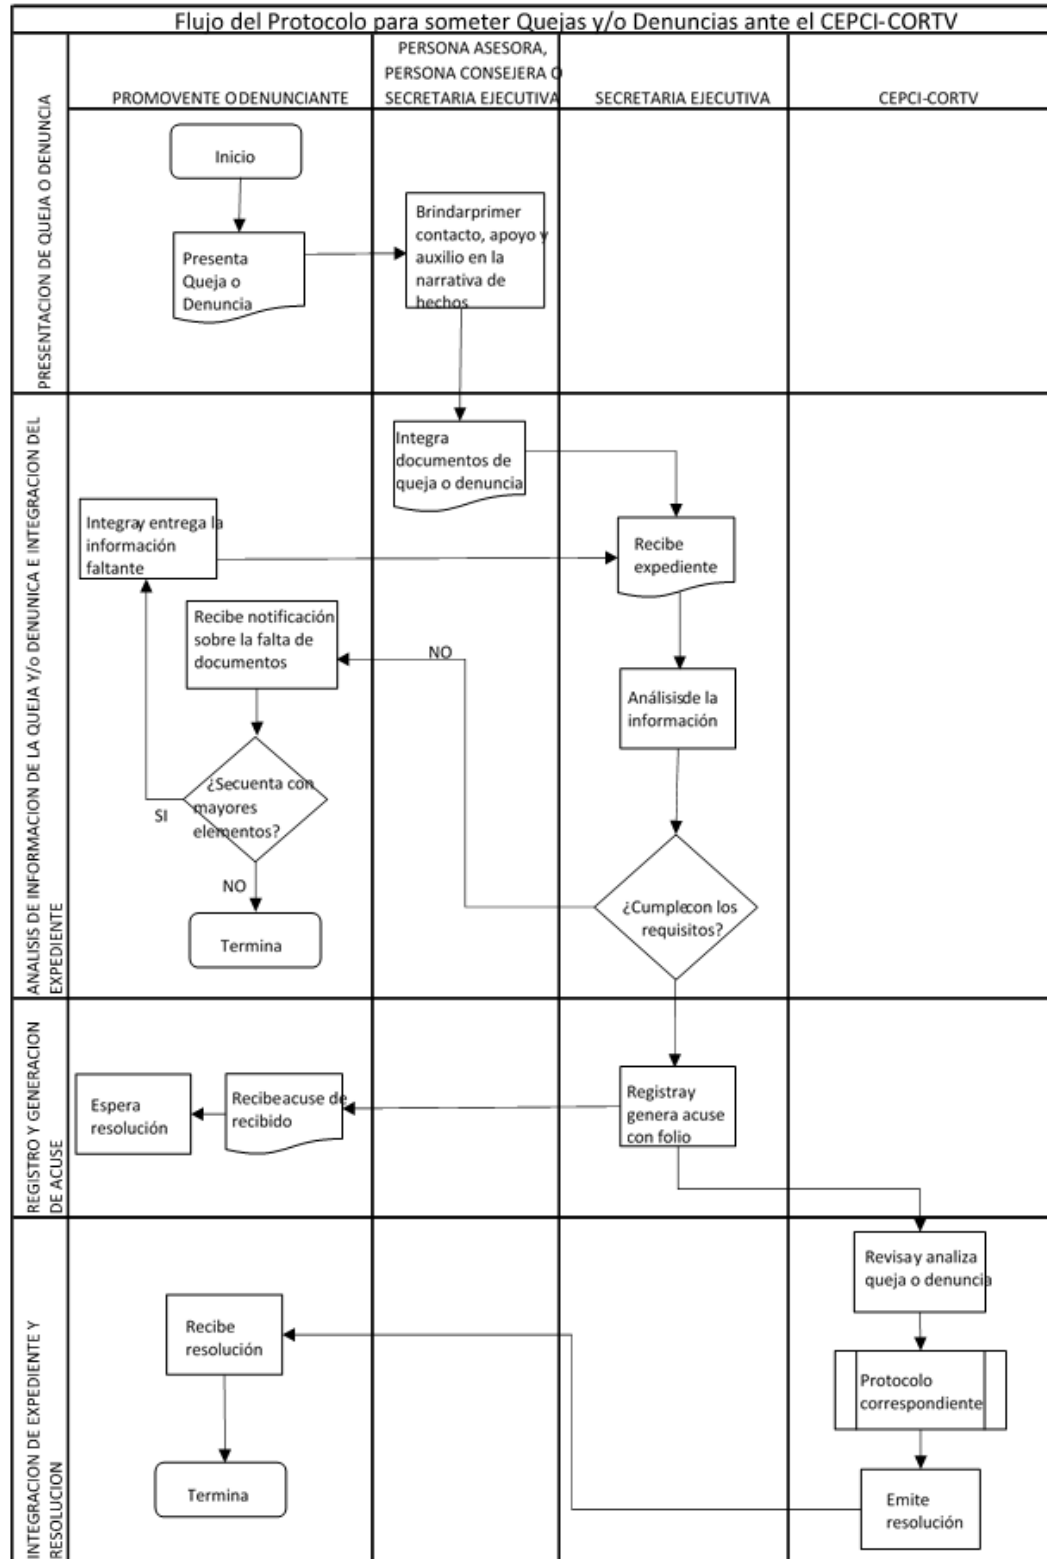 Flujo del Protocolo para someter Quejas y/o Denuncias ante el CEPCI-CORTV
PROMOVENTE O DENUNCIANTE
PERSONA ASESORA,
PERSONA CONSEJERA O
SECRETARIA EJECUTIVA
SECRETARIA EJECUTIVA
CEPCI-CORTV
PRESENTACION DE QUEJA O DENUNCIA
Inicio
Presenta
Queja o
Denuncia
Brindarprimer
contacto, apoyo y
auxilio en la
narrativa de
hechos
ANALISIS DE INFORMACION DE LA QUEJA Y/o DENUNICA E INTEGRACION DEL
EXPEDIENTE
Integra
documentos de
queja o denuncia
Integray entrega la
información
faltante
Recibe
expediente
Recibe notificación
sobre la falta de
documentos
NO
Análisisde la
información
¿Secuenta con
mayores
elementos?
SI
NO
Termina
¿Cumplecon los
requisitos?
REGISTRO Y GENERACION
DE ACUSE
Espera
resolución
Recibeacuse de
recibido
Registray
genera acuse
con folio
INTEGRACION DE EXPEDIENTE Y
RESOLUCION
Revisay analiza
queja o denuncia
Recibe
resolución
Protocolo
correspondiente
Termina
Emite
resolución